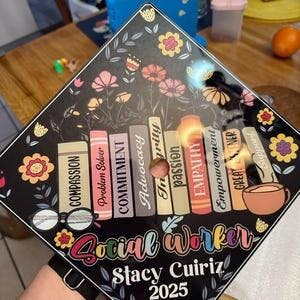 COMPASSION
Problem Solver
COMMITMENT
Advocacy
Integrity
passion
EMPATHY
Empowerment
Social Worker
Stacy Cuiriz
2025